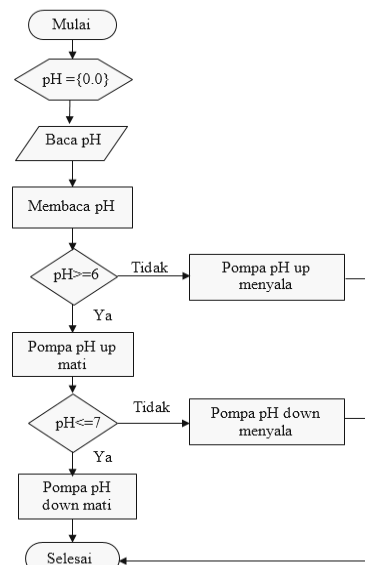 Mulai
pH ={0.0}
Baca pH
Membaca pH
pH>=6
Tidak
Pompa pH up
menyala
Ya
Pompa pH up
mati
pH<=7
Tidak
Pompa pH down
menyala
Ya
Pompa pH
down mati
Selesai